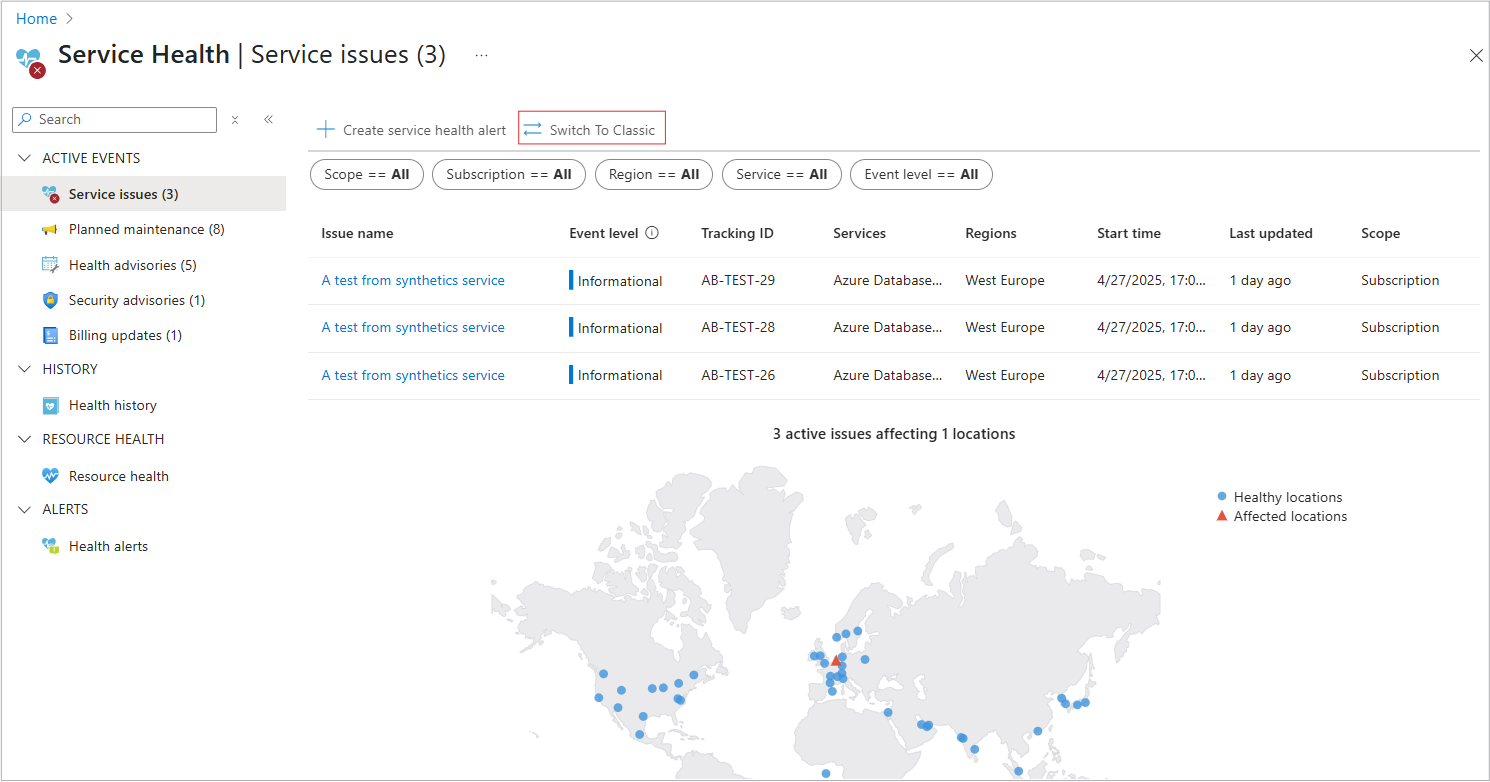 Home
Service Health | Service issues (3) ...
Search
ACTIVE EVENTS
Service issues (3)
Planned maintenance (8)
Health advisories (5)
Security advisories (1)
Billing updates (1)
HISTORY
Health history
RESOURCE HEALTH
Resource health
ALERTS
Health alerts
Create service health alert Switch To Classic
Scope == All Subscription == All Region == All Service == All Event level == All
Issue name Event level Tracking ID Services Regions Start time Last updated Scope
A test from synthetics service Informational AB-TEST-29 Azure Database... West Europe 4/27/2025, 17:0... 1 day ago Subscription
A test from synthetics service Informational AB-TEST-28 Azure Database... West Europe 4/27/2025, 17:0... 1 day ago Subscription
A test from synthetics service Informational AB-TEST-26 Azure Database... West Europe 4/27/2025, 17:0... 1 day ago Subscription
3 active issues affecting 1 locations
Healthy locations
Affected locations